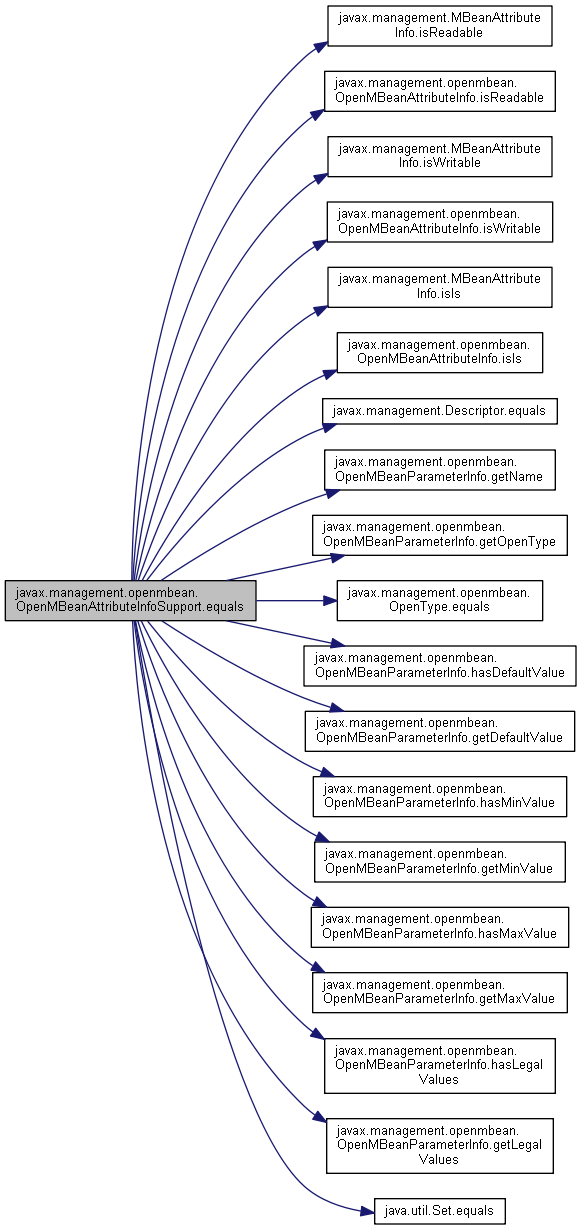 javax.management.MBeanAttribute
Info.isReadable
javax.management.openmbean.
OpenMBeanAttributeInfo.isReadable
javax.management.MBeanAttribute
Info.isWritable
javax.management.openmbean.
OpenMBeanAttributeInfo.isWritable
javax.management.MBeanAttribute
Info.isIs
javax.management.openmbean.
OpenMBeanAttributeInfo.isIs
javax.management.Descriptor.equals
javax.management.openmbean.
OpenMBeanParameterInfo.getName
javax.management.openmbean.
OpenMBeanParameterInfo.getOpenType
javax.management.openmbean.
OpenMBeanAttributeInfoSupport.equals
javax.management.openmbean.
OpenType.equals
javax.management.openmbean.
OpenMBeanParameterInfo.hasDefaultValue
javax.management.openmbean.
OpenMBeanParameterInfo.getDefaultValue
javax.management.openmbean.
OpenMBeanParameterInfo.hasMinValue
javax.management.openmbean.
OpenMBeanParameterInfo.getMinValue
javax.management.openmbean.
OpenMBeanParameterInfo.hasMaxValue
javax.management.openmbean.
OpenMBeanParameterInfo.getMaxValue
javax.management.openmbean.
OpenMBeanParameterInfo.hasLegal
Values
javax.management.openmbean.
OpenMBeanParameterInfo.getLegal
Values
java.util.Set.equals